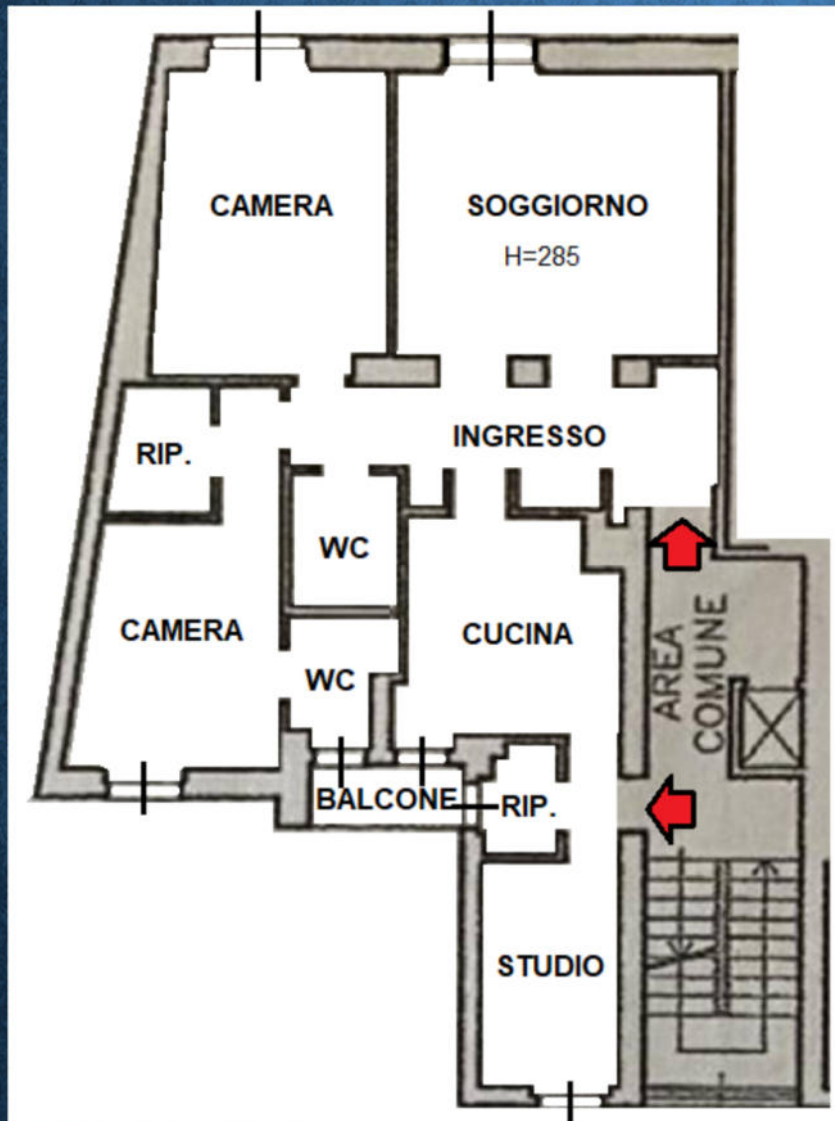 CAMERA
SOGGIORNO
H=285
INGRESSO
RIP.
WC
CAMERA
CUCINA
WC
AREA
COMUNE
BALCONE
RIP.
STUDIO